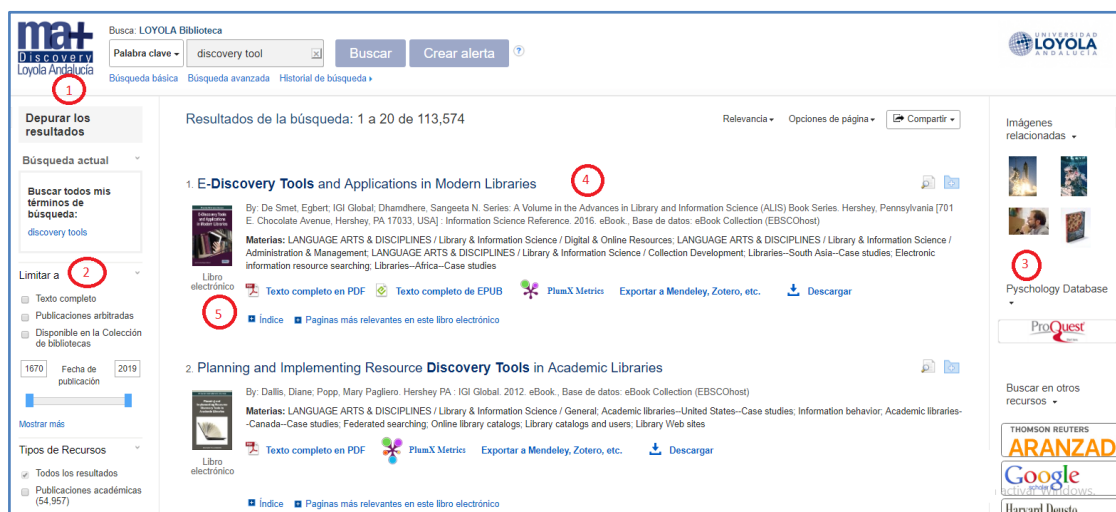 ma+
Discovery
Loyola Andalucía
1
Busca: LOYOLA Biblioteca
Palabra clave
discovery tool
Buscar
Crear alerta
?
Búsqueda básica Búsqueda avanzada Historial de búsqueda
UNIVERSIDAD
LOYOLA
ANDALUCÍA
Depurar los
resultados
Búsqueda actual
Buscar todos mis
términos de
búsqueda:
discovery tools
Limitar a
2
Texto completo
Publicaciones arbitradas
Disponible en la Colección
de bibliotecas
1670 Fecha de publicación 2019
Mostrar más
Tipos de Recursos
Todos los resultados
Publicaciones académicas
(54,957)
Resultados de la búsqueda: 1 a 20 de 113,574
Relevancia Opciones de página Compartir
1. E-Discovery Tools and Applications in Modern Libraries
4
By: De Smet, Egbert; IGI Global; Dhamdhere, Sangeeta N. Series: A Volume in the Advances in Library and Information Science (ALIS) Book Series. Hershey, Pennsylvania [701
E. Chocolate Avenue, Hershey, PA 17033, USA] : Information Science Reference. 2016. eBook., Base de datos: eBook Collection (EBSCOhost)
Materias: LANGUAGE ARTS & DISCIPLINES / Library & Information Science / Digital & Online Resources; LANGUAGE ARTS & DISCIPLINES / Library & Information Science /
Administration & Management; LANGUAGE ARTS & DISCIPLINES / Library & Information Science / Collection Development; Libraries--South Asia--Case studies; Electronic
information resource searching; Libraries--Africa--Case studies
Libro
electrónico
Texto completo en PDF Texto completo de EPUB PlumX Metrics Exportar a Mendeley, Zotero, etc. Descargar
5
Índice Paginas más relevantes en este libro electrónico
2. Planning and Implementing Resource Discovery Tools in Academic Libraries
By: Dallis, Diane; Popp, Mary Pagliero. Hershey PA : IGI Global. 2012. eBook., Base de datos: eBook Collection (EBSCOhost)
Materias: LANGUAGE ARTS & DISCIPLINES / Library & Information Science / General; Academic libraries--United States--Case studies; Information behavior; Academic libraries-
-Canada--Case studies; Federated searching; Online library catalogs; Library catalogs and users; Library Web sites
Libro
electrónico
Texto completo en PDF PlumX Metrics Exportar a Mendeley, Zotero, etc. Descargar
Índice Paginas más relevantes en este libro electrónico
Imágenes
relacionadas
3
Pyschology Database
ProQuest
Buscar en otros
recursos
THOMSON REUTERS
ARANZAD
Google
scholar
activar Windows.
Harvard Deusto